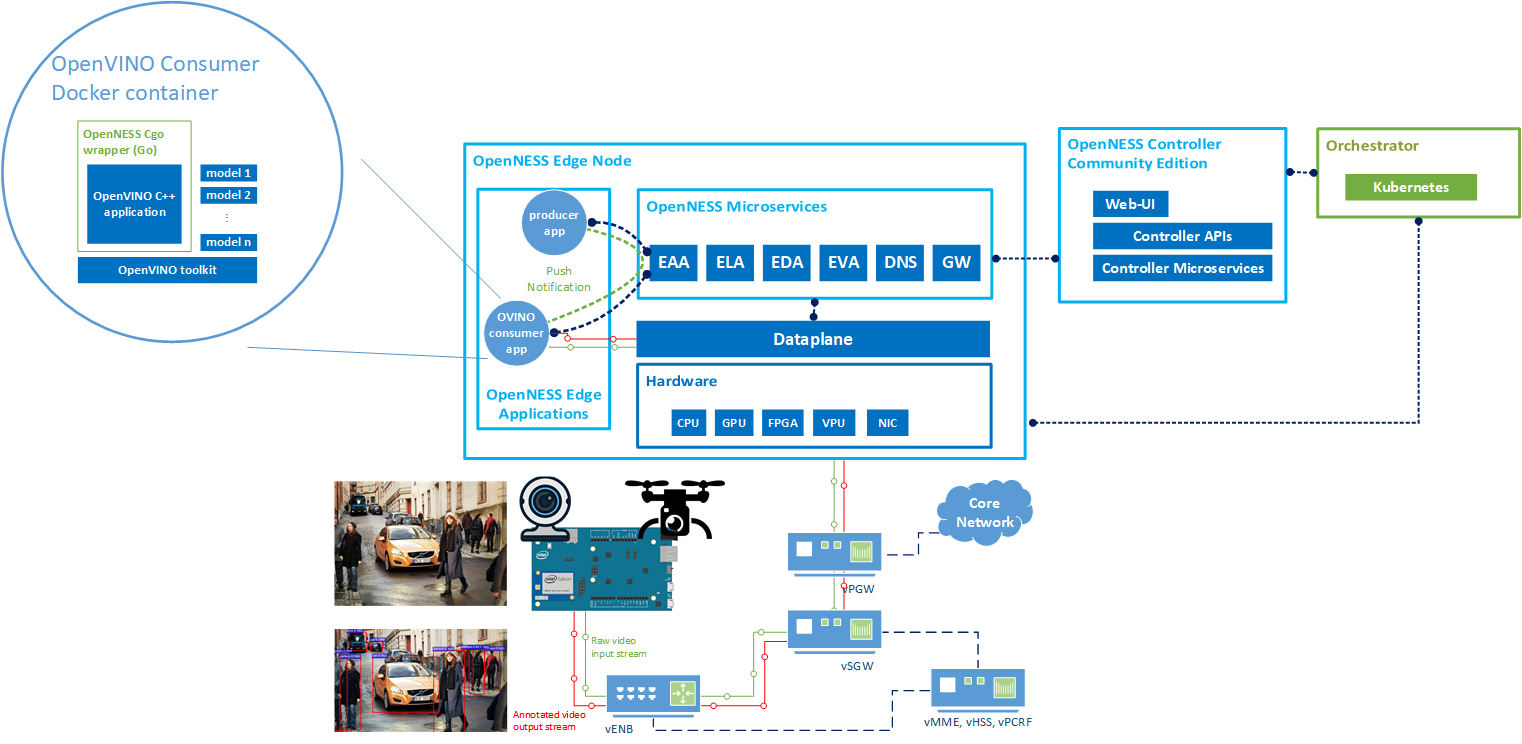 OpenVINO Consumer
Docker container
OpenNESS Cgo
wrapper (Go)
OpenVINO C++
application
model 1
model 2
⋮
model n
OpenVINO toolkit
OpenNESS Edge Node
producer
app
Push
Notification
OVINO
consumer
app
OpenNESS Edge
Applications
OpenNESS Microservices
EAA
ELA
EDA
EVA
DNS
GW
Dataplane
Hardware
CPU
GPU
FPGA
VPU
NIC
OpenNESS Controller
Community Edition
Web-UI
Controller APIs
Controller Microservices
Orchestrator
Kubernetes
Core
Network
vPGW
vSGW
vMME, vHSS, vPCRF
vENB
Raw video
input stream
Annotated video
output stream